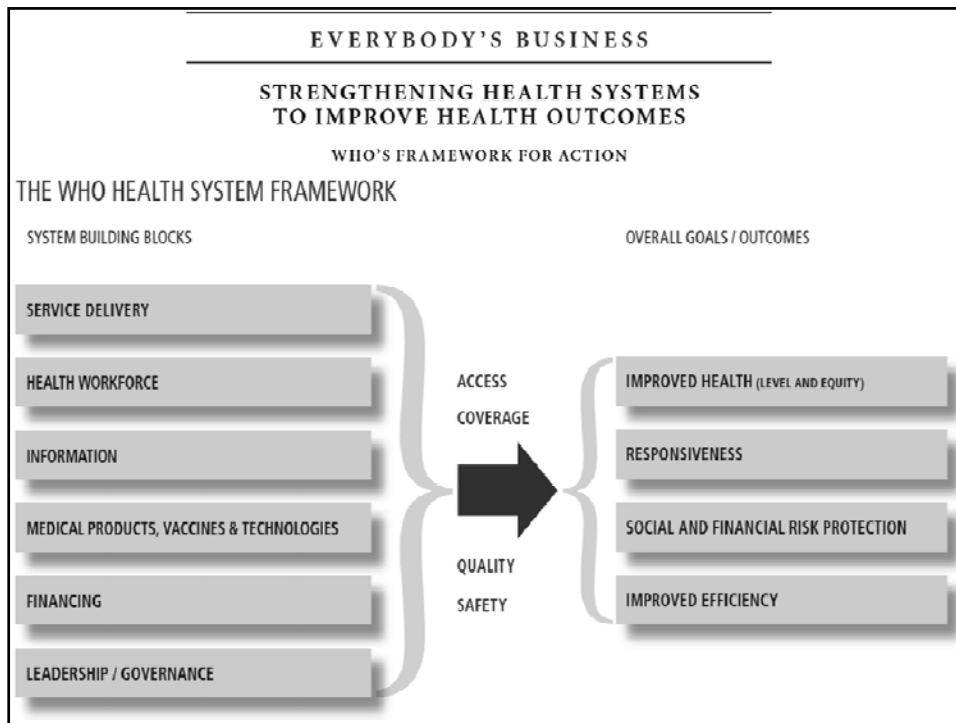 EVERYBODY'S BUSINESS
STRENGTHENING HEALTH SYSTEMS
TO IMPROVE HEALTH OUTCOMES
WHO'S FRAMEWORK FOR ACTION
THE WHO HEALTH SYSTEM FRAMEWORK
SYSTEM BUILDING BLOCKS
OVERALL GOALS / OUTCOMES
SERVICE DELIVERY
HEALTH WORKFORCE
INFORMATION
MEDICAL PRODUCTS, VACCINES & TECHNOLOGIES
FINANCING
LEADERSHIP / GOVERNANCE
ACCESS
COVERAGE
QUALITY
SAFETY
IMPROVED HEALTH (LEVEL AND EQUITY)
RESPONSIVENESS
SOCIAL AND FINANCIAL RISK PROTECTION
IMPROVED EFFICIENCY